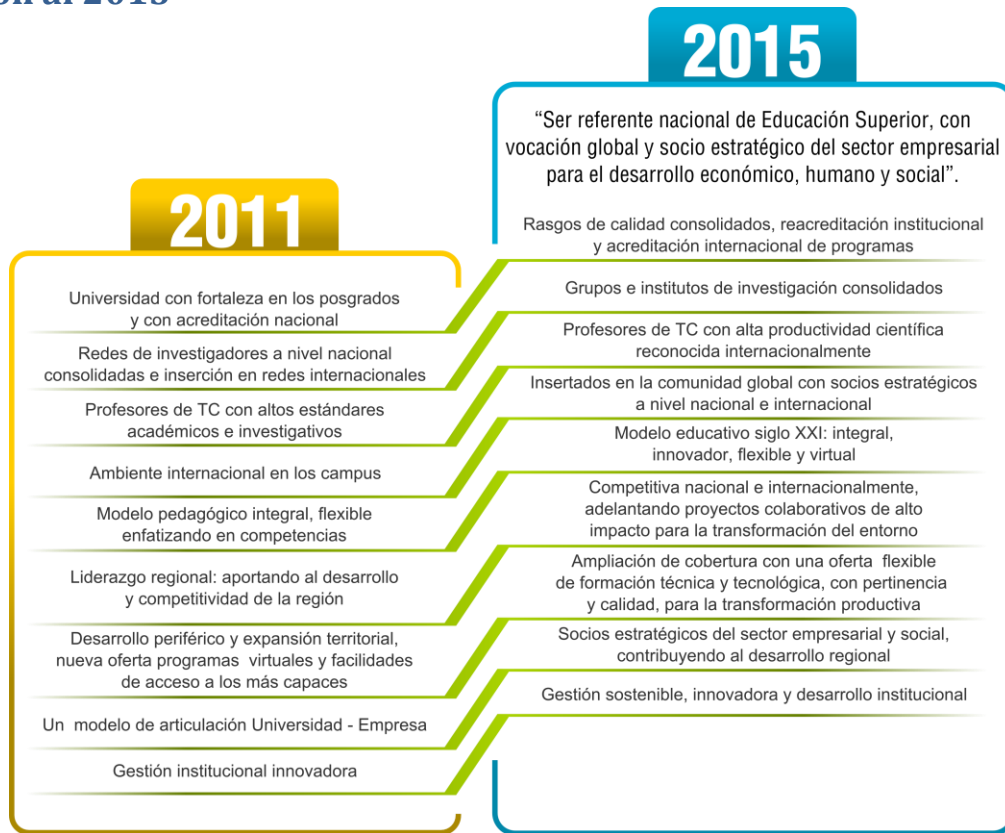 al 2015
2011
Universidad con fortaleza en los posgrados
y con acreditación nacional
Redes de investigadores a nivel nacional
consolidadas e inserción en redes internacionales
Profesores de TC con altos estándares
académicos e investigativos
Ambiente internacional en los campus
Modelo pedagógico integral, flexible
enfatizando en competencias
Liderazgo regional: aportando al desarrollo
y competitividad de la región
Desarrollo periférico y expansión territorial,
nueva oferta programas virtuales y facilidades
de acceso a los más capaces
Un modelo de articulación Universidad - Empresa
Gestión institucional innovadora
2015
“Ser referente nacional de Educación Superior, con
vocación global y socio estratégico del sector empresarial
para el desarrollo económico, humano y social”.
Rasgos de calidad consolidados, reacreditación institucional
y acreditación internacional de programas
Grupos e institutos de investigación consolidados
Profesores de TC con alta productividad científica
reconocida internacionalmente
Insertados en la comunidad global con socios estratégicos
a nivel nacional e internacional
Modelo educativo siglo XXI: integral,
innovador, flexible y virtual
Competitiva nacional e internacionalmente,
adelantando proyectos colaborativos de alto
impacto para la transformación del entorno
Ampliación de cobertura con una oferta flexible
de formación técnica y tecnológica, con pertinencia
y calidad, para la transformación productiva
Socios estratégicos del sector empresarial y social,
contribuyendo al desarrollo regional
Gestión sostenible, innovadora y desarrollo institucional